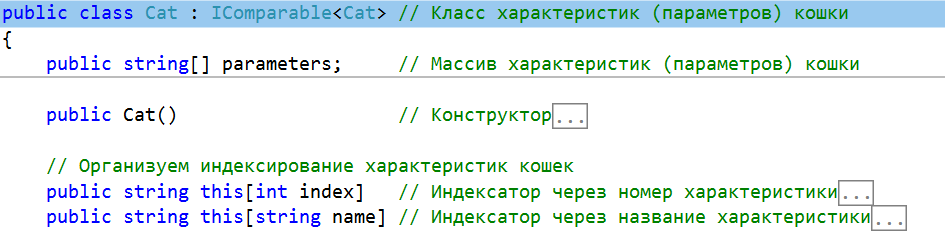 public class Cat : IComparable<Cat> // Класс характеристик (параметров) кошки
{
public string[] parameters; // Массив характеристик (параметров) кошки
public Cat() // Конструктор...
// Организуем индексирование характеристик кошек
public string this[int index] // Индексатор через номер характеристики...
public string this[string name] // Индексатор через название характеристики...